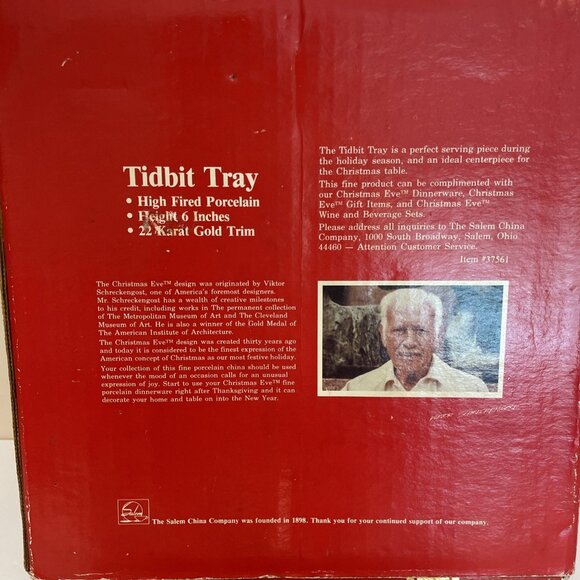 Tidbit Tray
• High Fired Porcelain
• Height 6 Inches
• 22 Karat Gold Trim
The Tidbit Tray is a perfect serving piece during
the holiday season, and an ideal centerpiece for
the Christmas table.
This fine product can be complimented with
our Christmas Eve™ Dinnerware, Christmas
Eve™ Gift Items, and Christmas Eve™
Wine and Beverage Sets.
Please address all inquiries to The Salem China
Company, 1000 South Broadway, Salem, Ohio
44460 — Attention Customer Service.
Item #37561
The Christmas Eve™ design was originated by Viktor
Schreckengost, one of America's foremost designers.
Mr. Schreckengost has a wealth of creative milestones
to his credit, including works in The permanent collection
of The Metropolitan Museum of Art and The Cleveland
Museum of Art. He is also a winner of the Gold Medal of
The American Institute of Architecture.
The Christmas Eve™ design was created thirty years ago
and today it is considered to be the finest expression of the
American concept of Christmas as our most festive holiday.
Your collection of this fine porcelain china should be used
whenever the mood of an occasion calls for an unusual
expression of joy. Start to use your Christmas Eve™ fine
porcelain dinnerware right after Thanksgiving and it can
decorate your home and table on into the New Year.
The Salem China Company was founded in 1898. Thank you for your continued support of our company.